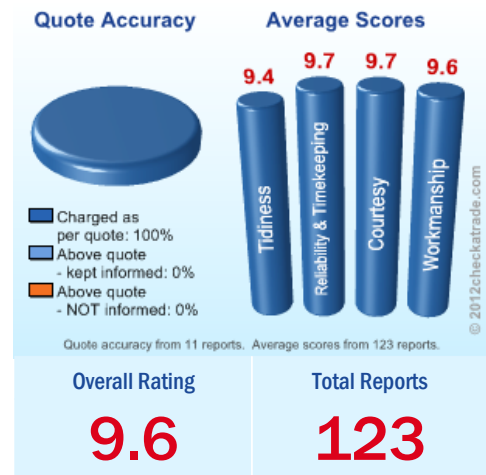 Quote Accuracy
Charged as
per quote: 100%
Above quote
- kept informed: 0%
Above quote
- NOT informed: 0%
Average Scores
9.4
9.7
9.7
9.6
Tidiness
Reliability & Timekeeping
Courtesy
Workmanship
© 2012checkatrade.com
Quote accuracy from 11 reports. Average scores from 123 reports.
Overall Rating
9.6
Total Reports
123